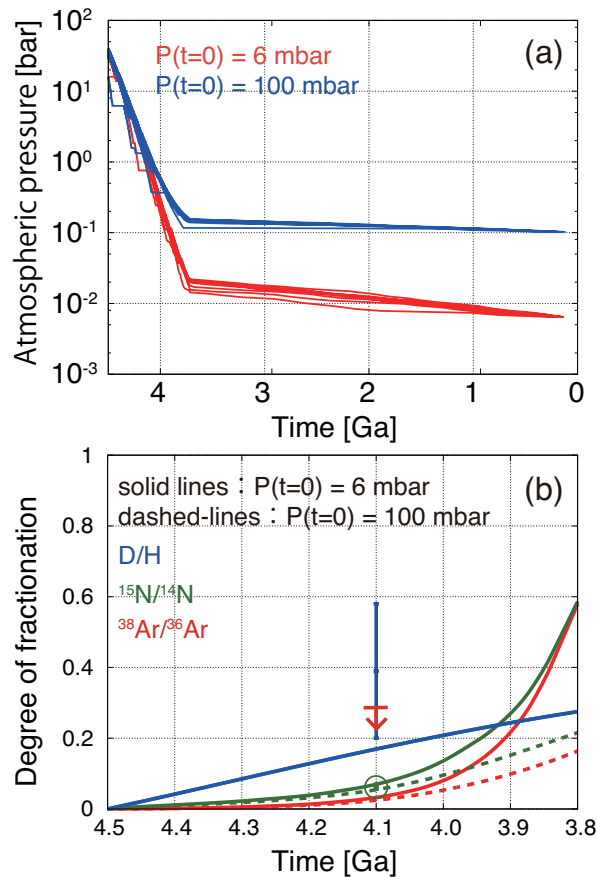 (a)
P(t=0) = 6 mbar
P(t=0) = 100 mbar
Atmospheric pressure [bar]
10²
10¹
10⁰
10⁻¹
10⁻²
10⁻³
4 3 2 1 0
Time [Ga]
(b)
solid lines : P(t=0) = 6 mbar
dashed-lines : P(t=0) = 100 mbar
D/H
¹⁵N/¹⁴N
³⁸Ar/³⁶Ar
Degree of fractionation
1
0.8
0.6
0.4
0.2
0
4.5 4.4 4.3 4.2 4.1 4.0 3.9 3.8
Time [Ga]